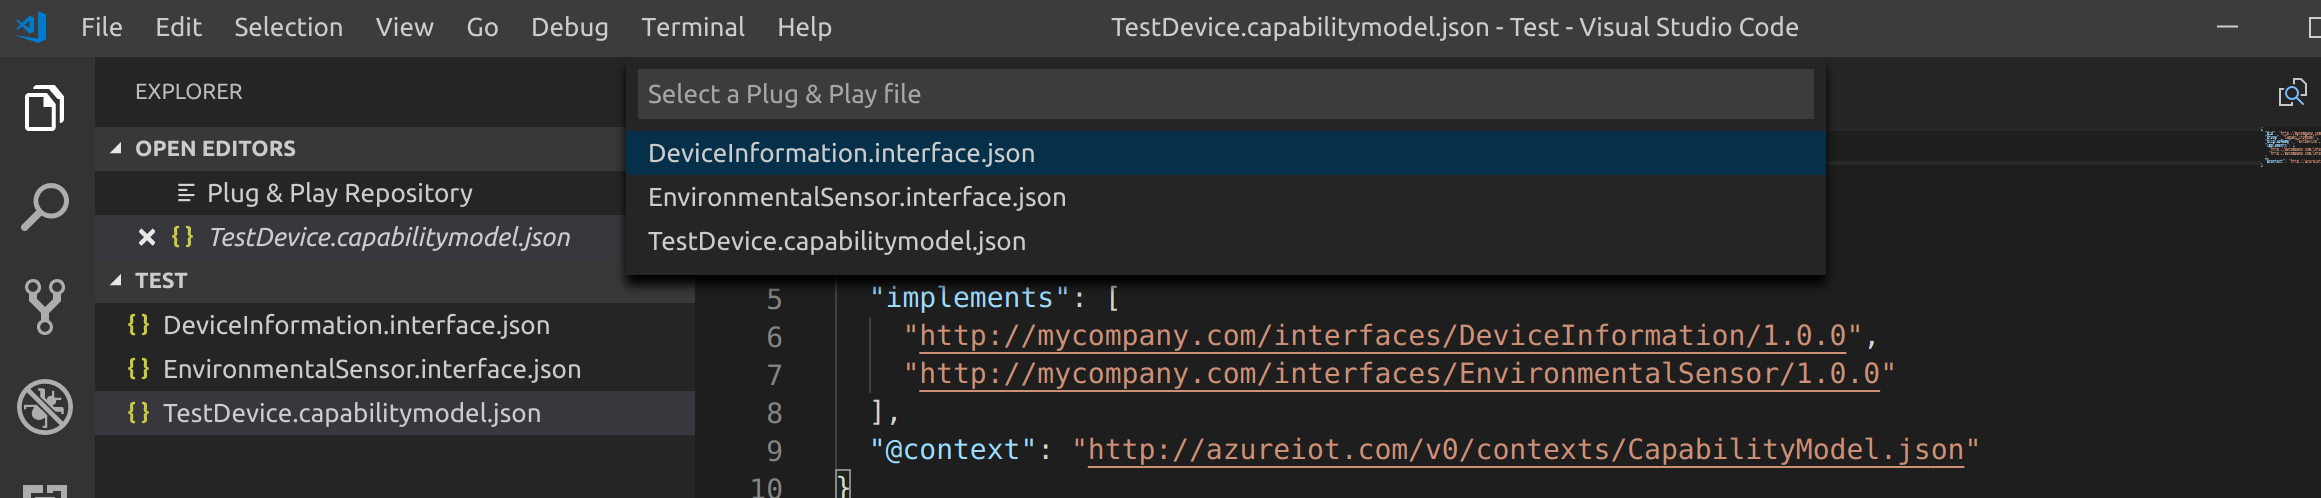 File Edit Selection View Go Debug Terminal Help TestDevice.capabilitymodel.json - Test - Visual Studio Code
EXPLORER
OPEN EDITORS
Plug & Play Repository
TestDevice.capabilitymodel.json
TEST
DeviceInformation.interface.json
EnvironmentalSensor.interface.json
TestDevice.capabilitymodel.json
Select a Plug & Play file
DeviceInformation.interface.json
EnvironmentalSensor.interface.json
TestDevice.capabilitymodel.json
5 "implements": [
6 "http://mycompany.com/interfaces/DeviceInformation/1.0.0",
7 "http://mycompany.com/interfaces/EnvironmentalSensor/1.0.0"
8 ],
9 "@context": "http://azureiot.com/v0/contexts/CapabilityModel.json"
10 }